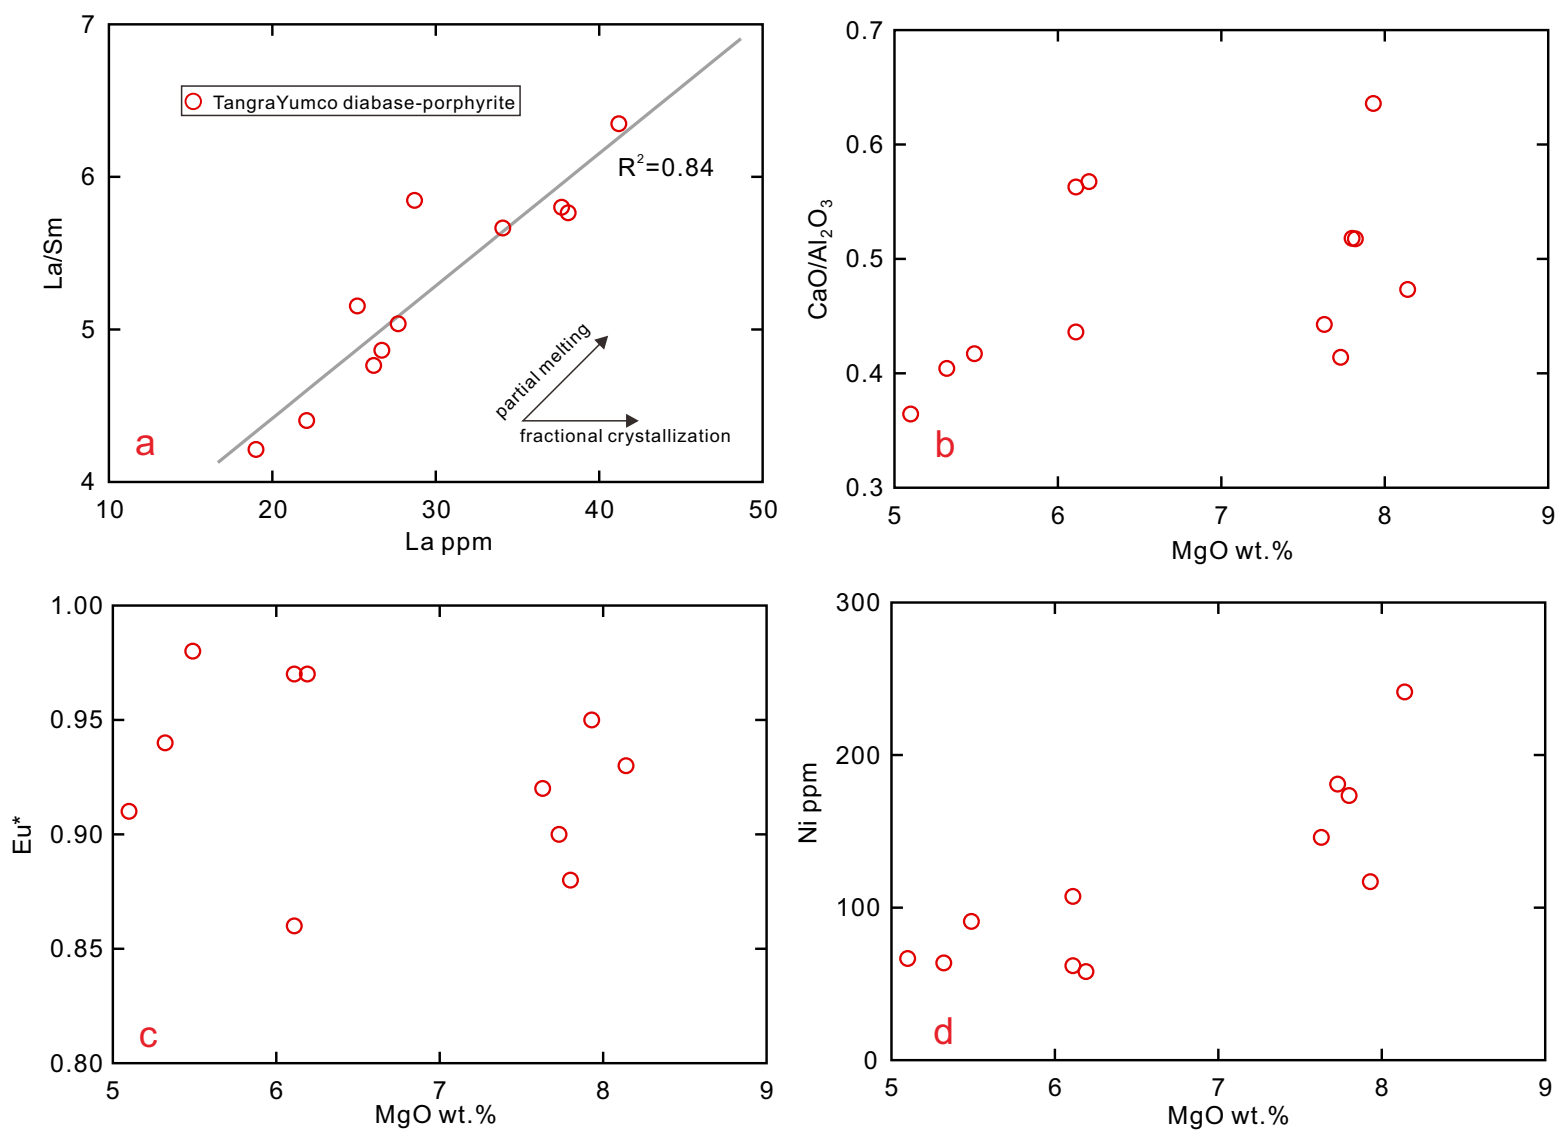 7
6
5
4
La/Sm
TangraYumco diabase-porphyrite
R²=0.84
partial melting
fractional crystallization
a
10 20 30 40 50
La ppm
0.7
0.6
0.5
0.4
0.3
CaO/Al₂O₃
b
5 6 7 8 9
MgO wt.%
1.00
0.95
0.90
0.85
0.80
Eu*
c
5 6 7 8 9
MgO wt.%
300
200
100
0
Ni ppm
d
5 6 7 8 9
MgO wt.%